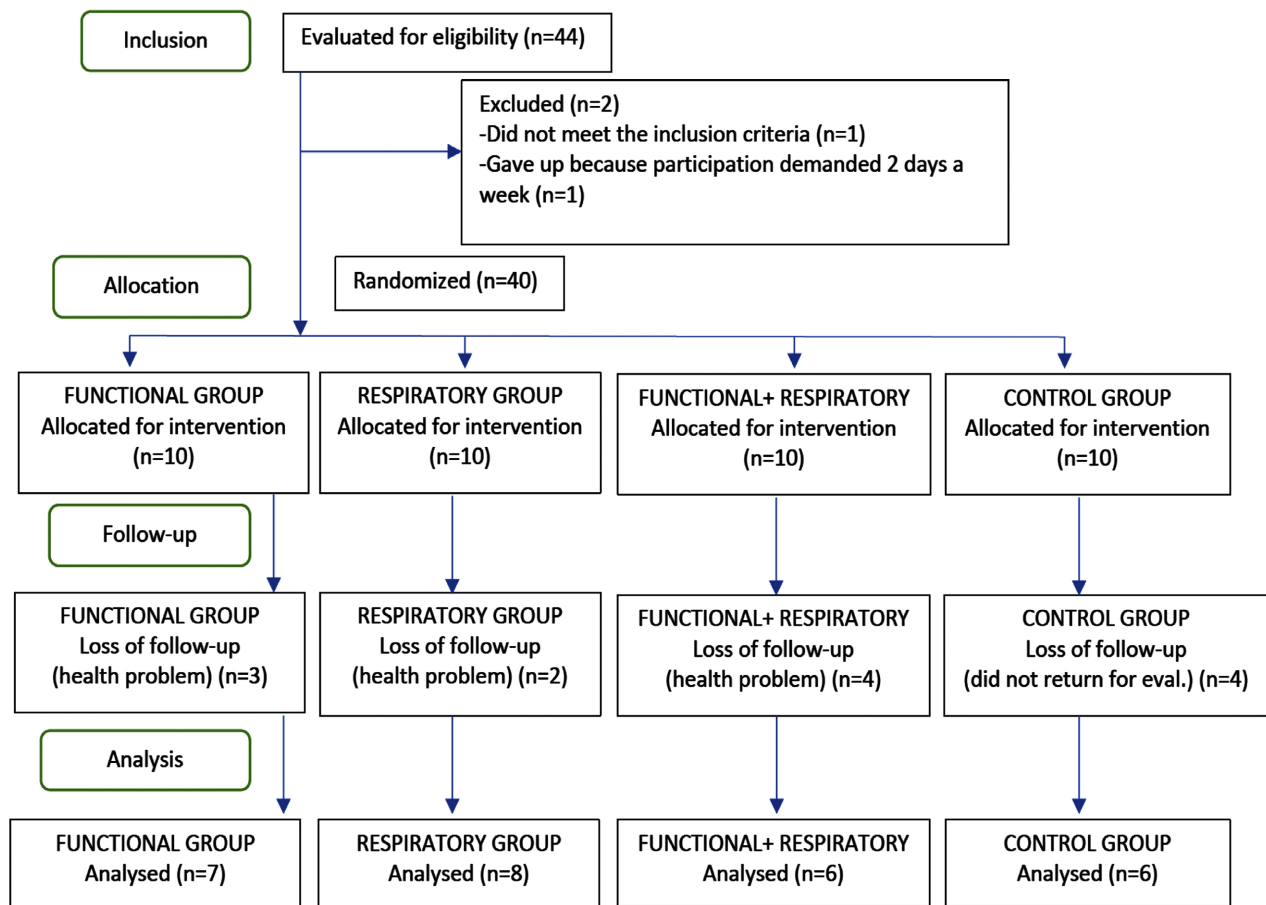 Inclusion
Evaluated for eligibility (n=44)
Excluded (n=2)
-Did not meet the inclusion criteria (n=1)
-Gave up because participation demanded 2 days a
week (n=1)
Allocation
Randomized (n=40)
FUNCTIONAL GROUP
Allocated for intervention
(n=10)
RESPIRATORY GROUP
Allocated for intervention
(n=10)
FUNCTIONAL+ RESPIRATORY
Allocated for intervention
(n=10)
CONTROL GROUP
Allocated for intervention
(n=10)
Follow-up
FUNCTIONAL GROUP
Loss of follow-up
(health problem) (n=3)
RESPIRATORY GROUP
Loss of follow-up
(health problem) (n=2)
FUNCTIONAL+ RESPIRATORY
Loss of follow-up
(health problem) (n=4)
CONTROL GROUP
Loss of follow-up
(did not return for eval.) (n=4)
Analysis
FUNCTIONAL GROUP
Analysed (n=7)
RESPIRATORY GROUP
Analysed (n=8)
FUNCTIONAL+ RESPIRATORY
Analysed (n=6)
CONTROL GROUP
Analysed (n=6)